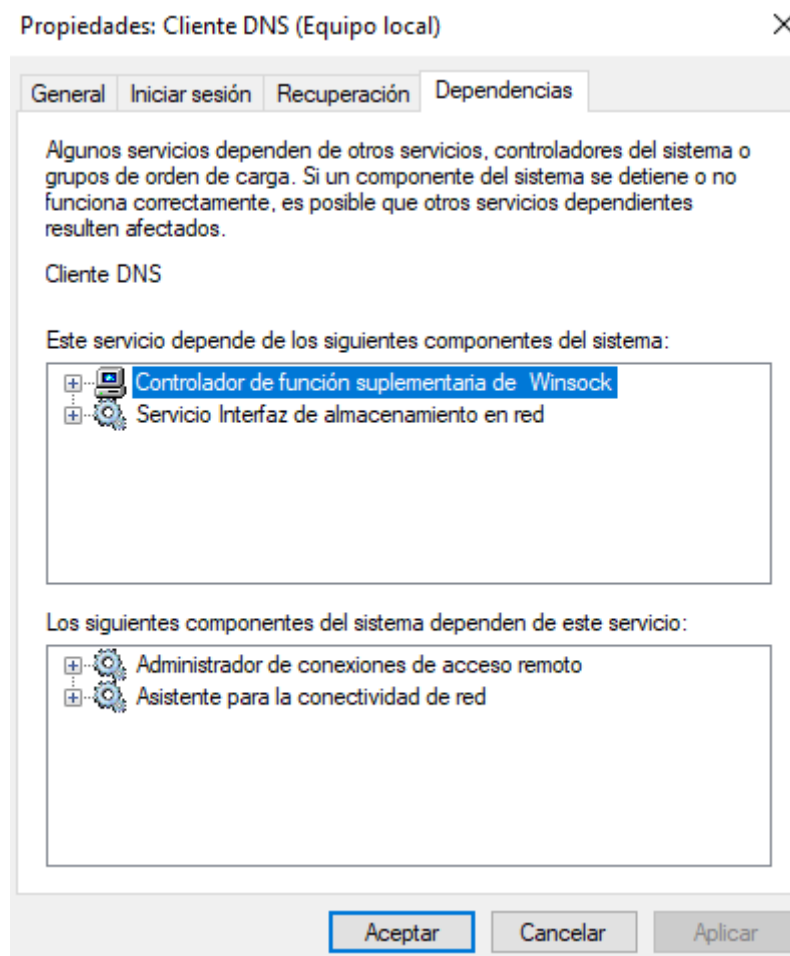 Propiedades: Cliente DNS (Equipo local)
General Iniciar sesión Recuperación Dependencias
Algunos servicios dependen de otros servicios, controladores del sistema o
grupos de orden de carga. Si un componente del sistema se detiene o no
funciona correctamente, es posible que otros servicios dependientes
resulten afectados.
Cliente DNS
Este servicio depende de los siguientes componentes del sistema:
Controlador de función suplementaria de  Winsock
Servicio Interfaz de almacenamiento en red
Los siguientes componentes del sistema dependen de este servicio:
Administrador de conexiones de acceso remoto
Asistente para la conectividad de red
Aceptar Cancelar Aplicar